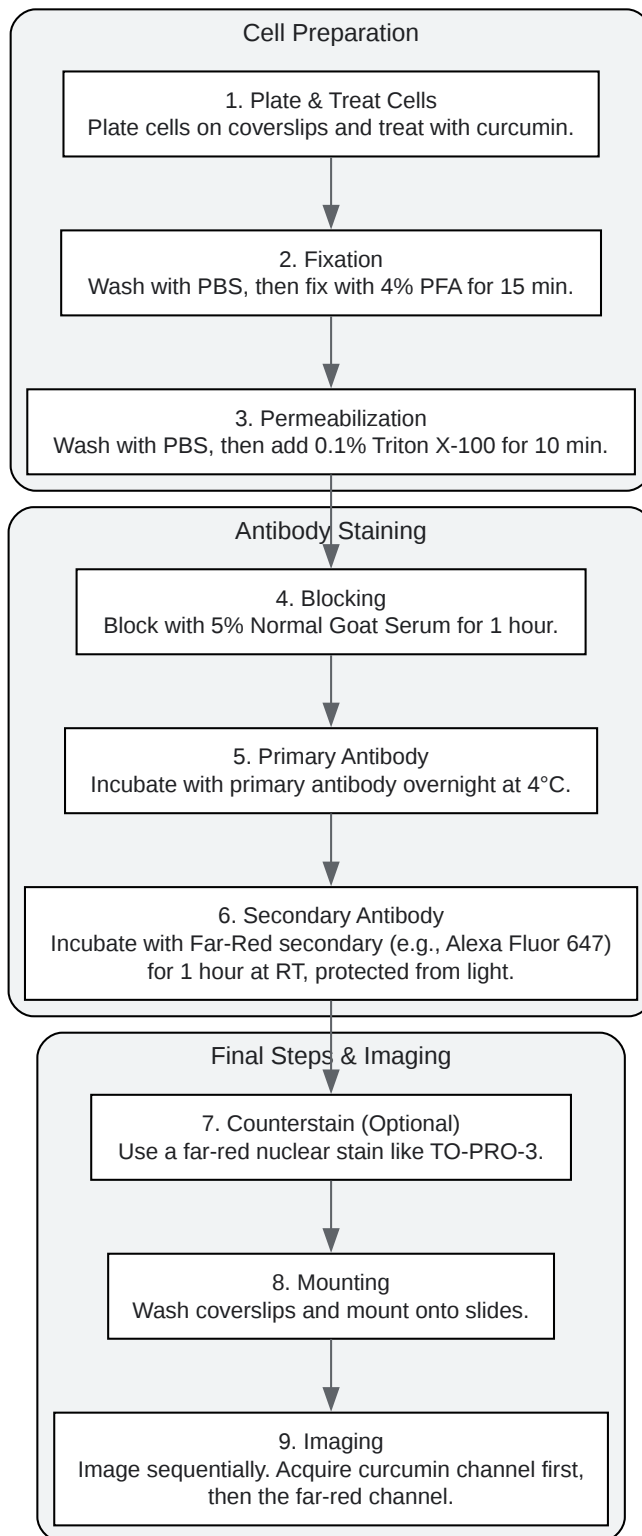 Cell Preparation
1. Plate & Treat Cells
Plate cells on coverslips and treat with curcumin.
2. Fixation
Wash with PBS, then fix with 4% PFA for 15 min.
3. Permeabilization
Wash with PBS, then add 0.1% Triton X-100 for 10 min.
Antibody Staining
4. Blocking
Block with 5% Normal Goat Serum for 1 hour.
5. Primary Antibody
Incubate with primary antibody overnight at 4°C.
6. Secondary Antibody
Incubate with Far-Red secondary (e.g., Alexa Fluor 647)
for 1 hour at RT, protected from light.
Final Steps & Imaging
7. Counterstain (Optional)
Use a far-red nuclear stain like TO-PRO-3.
8. Mounting
Wash coverslips and mount onto slides.
9. Imaging
Image sequentially. Acquire curcumin channel first,
then the far-red channel.